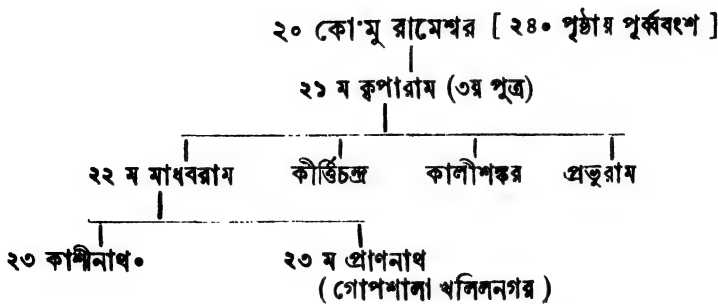 ২০ কো°মু রামেশ্বর [ ২৪০ পৃষ্ঠায় পূর্ব্ববংশ ]
২১ ম কৃপারাম (৩য় পুত্র)
২২ ম মাধবরাম কীর্ত্তিচন্দ্র কালীশঙ্কর প্রভুরাম
২৩ কাশীনাথ• ২৩ ম প্রাণনাথ
( গোপশালা খলিলনগর )